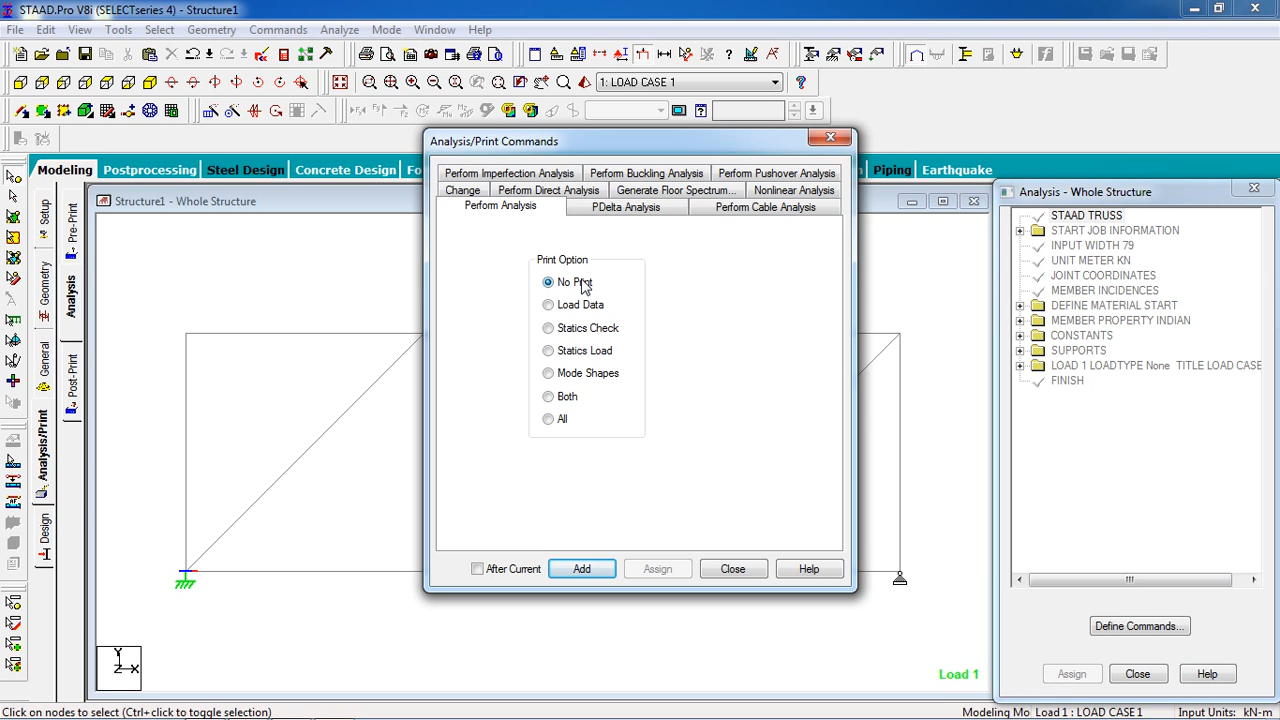 STAAD.Pro V8i (SELECTseries 4) - Structure1
File Edit View Tools Select Geometry Commands Analyze Mode Window Help
1: LOAD CASE 1
Modeling Postprocessing Steel Design Concrete Design Fo Piping Earthquake
Structure1 - Whole Structure
Setup
Geometry
General
Analysis/Print
Design
Pre-Print
Analysis
Post-Print
Analysis/Print Commands
Perform Imperfection Analysis Perform Buckling Analysis Perform Pushover Analysis
Change Perform Direct Analysis Generate Floor Spectrum... Nonlinear Analysis
Perform Analysis PDelta Analysis Perform Cable Analysis
Print Option
No Print
Load Data
Statics Check
Statics Load
Mode Shapes
Both
All
After Current Add Assign Close Help
Analysis - Whole Structure
STAAD TRUSS
START JOB INFORMATION
INPUT WIDTH 79
UNIT METER KN
JOINT COORDINATES
MEMBER INCIDENCES
DEFINE MATERIAL START
MEMBER PROPERTY INDIAN
CONSTANTS
SUPPORTS
LOAD 1 LOADTYPE None TITLE LOAD CASE
FINISH
Define Commands...
Assign Close Help
Y
Z X
Load 1
Click on nodes to select (Ctrl+click to toggle selection) Modeling Mo Load 1 : LOAD CASE 1 Input Units: kN-m